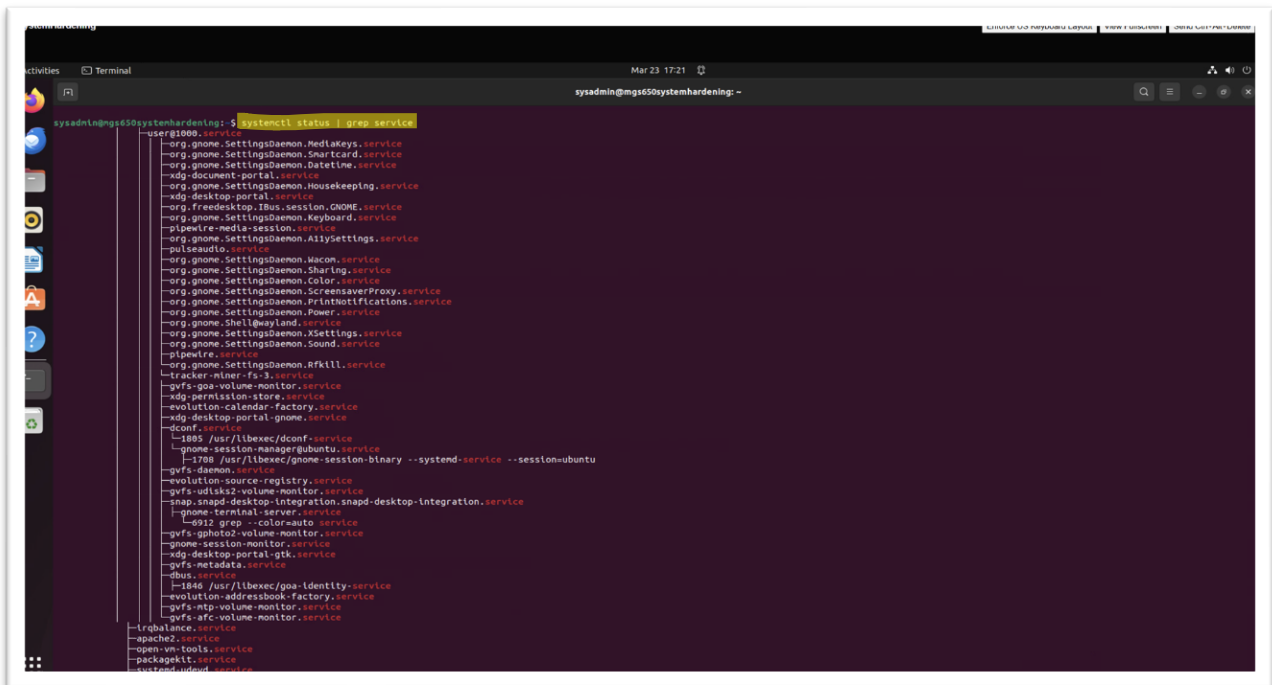 Enforce US Keyboard Layout View Fullscreen Send Ctrl-Alt-Delete
Activities Terminal Mar 23 17:21
sysadmin@mgs650systemhardening: ~
sysadmin@mgs650systemhardening:~$ systemctl status | grep service
user@1000.service
org.gnome.SettingsDaemon.MediaKeys.service
org.gnome.SettingsDaemon.Smartcard.service
org.gnome.SettingsDaemon.Datetime.service
xdg-document-portal.service
org.gnome.SettingsDaemon.Housekeeping.service
xdg-desktop-portal.service
org.freedesktop.IBus.session.GNOME.service
org.gnome.SettingsDaemon.Keyboard.service
pipewire-media-session.service
org.gnome.SettingsDaemon.A11ySettings.service
pulseaudio.service
org.gnome.SettingsDaemon.Wacom.service
org.gnome.SettingsDaemon.Sharing.service
org.gnome.SettingsDaemon.Color.service
org.gnome.SettingsDaemon.ScreensaverProxy.service
org.gnome.SettingsDaemon.PrintNotifications.service
org.gnome.SettingsDaemon.Power.service
org.gnome.Shell@wayland.service
org.gnome.SettingsDaemon.XSettings.service
org.gnome.SettingsDaemon.Sound.service
pipewire.service
org.gnome.SettingsDaemon.Rfkill.service
tracker-miner-fs-3.service
gvfs-goa-volume-monitor.service
xdg-permission-store.service
evolution-calendar-factory.service
xdg-desktop-portal-gnome.service
dconf.service
1805 /usr/libexec/dconf-service
gnome-session-manager@ubuntu.service
1708 /usr/libexec/gnome-session-binary --systemd-service --session=ubuntu
gvfs-daemon.service
evolution-source-registry.service
gvfs-udisks2-volume-monitor.service
snap.snapd-desktop-integration.snapd-desktop-integration.service
gnome-terminal-server.service
6912 grep --color=auto service
gvfs-gphoto2-volume-monitor.service
gnome-session-monitor.service
xdg-desktop-portal-gtk.service
gvfs-metadata.service
dbus.service
1846 /usr/libexec/goa-identity-service
evolution-addressbook-factory.service
gvfs-mtp-volume-monitor.service
gvfs-afc-volume-monitor.service
irqbalance.service
apache2.service
open-vm-tools.service
packagekit.service
systemd-udevd.service